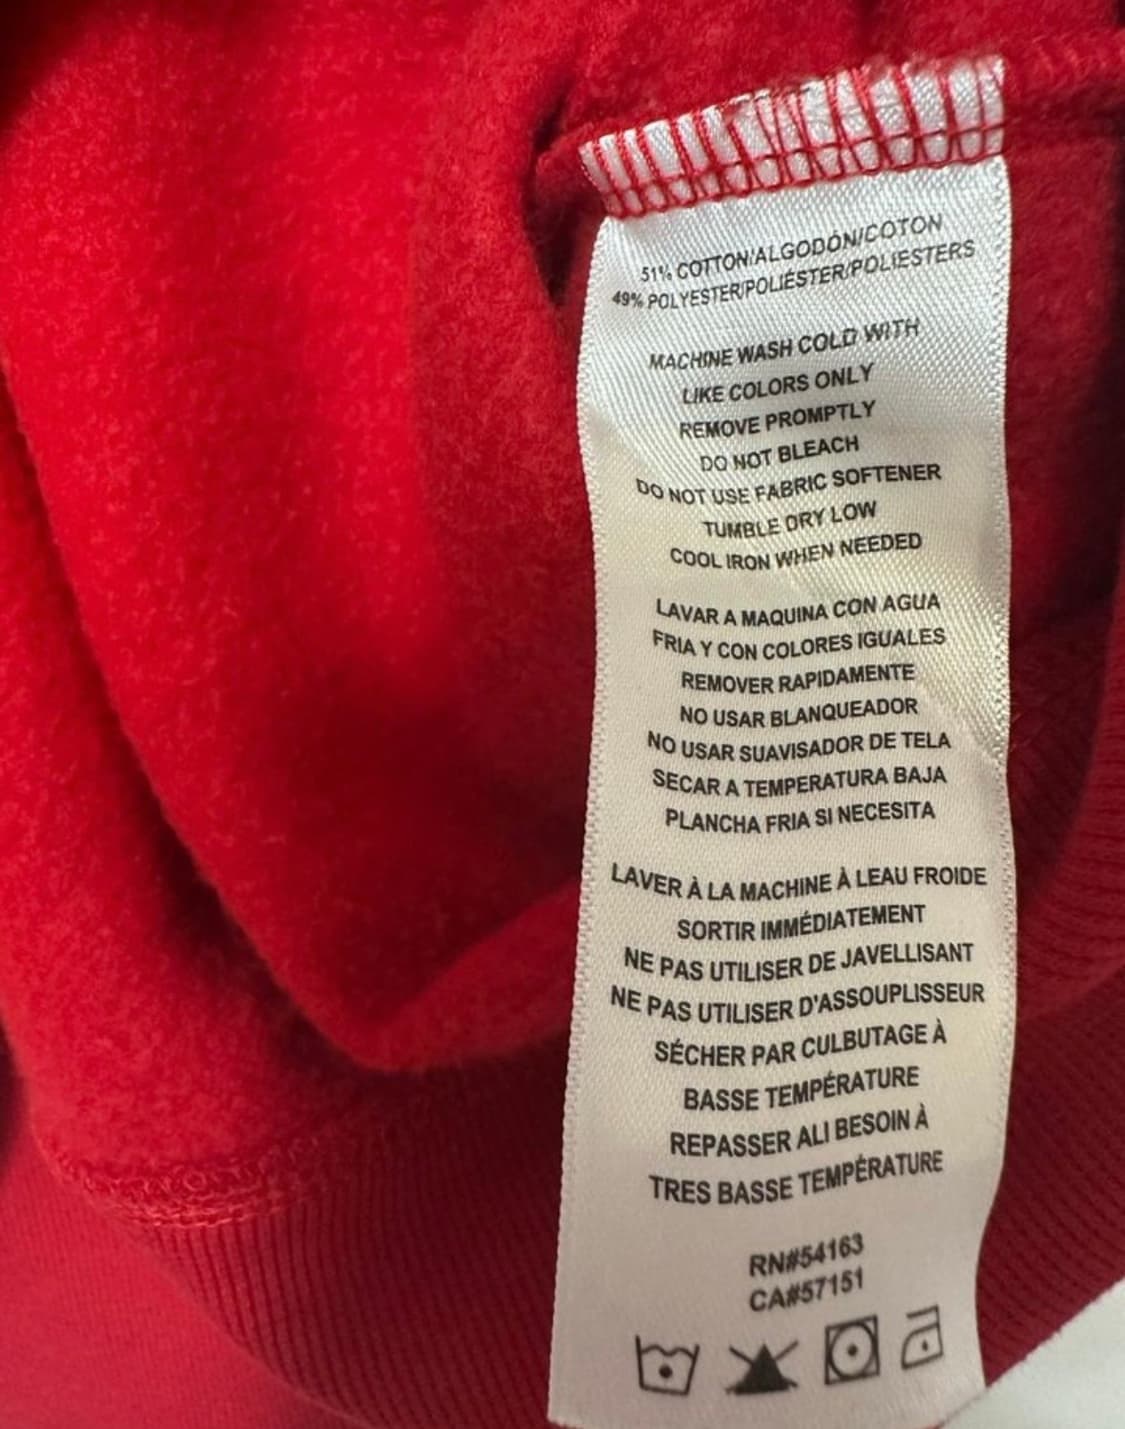 51% COTTON/ALGODÓN/COTON
49% POLYESTER/POLIÉSTER/POLIESTERS
MACHINE WASH COLD WITH
LIKE COLORS ONLY
REMOVE PROMPTLY
DO NOT BLEACH
DO NOT USE FABRIC SOFTENER
TUMBLE DRY LOW
COOL IRON WHEN NEEDED
LAVAR A MAQUINA CON AGUA
FRIA Y CON COLORES IGUALES
REMOVER RAPIDAMENTE
NO USAR BLANQUEADOR
NO USAR SUAVISADOR DE TELA
SECAR A TEMPERATURA BAJA
PLANCHA FRIA SI NECESITA
LAVER À LA MACHINE À LEAU FROIDE
SORTIR IMMÉDIATEMENT
NE PAS UTILISER DE JAVELLISANT
NE PAS UTILISER D'ASSOUPLISSEUR
SÉCHER PAR CULBUTAGE À
BASSE TEMPÉRATURE
REPASSER ALI BESOIN À
TRES BASSE TEMPÉRATURE
RN#54163
CA#57151